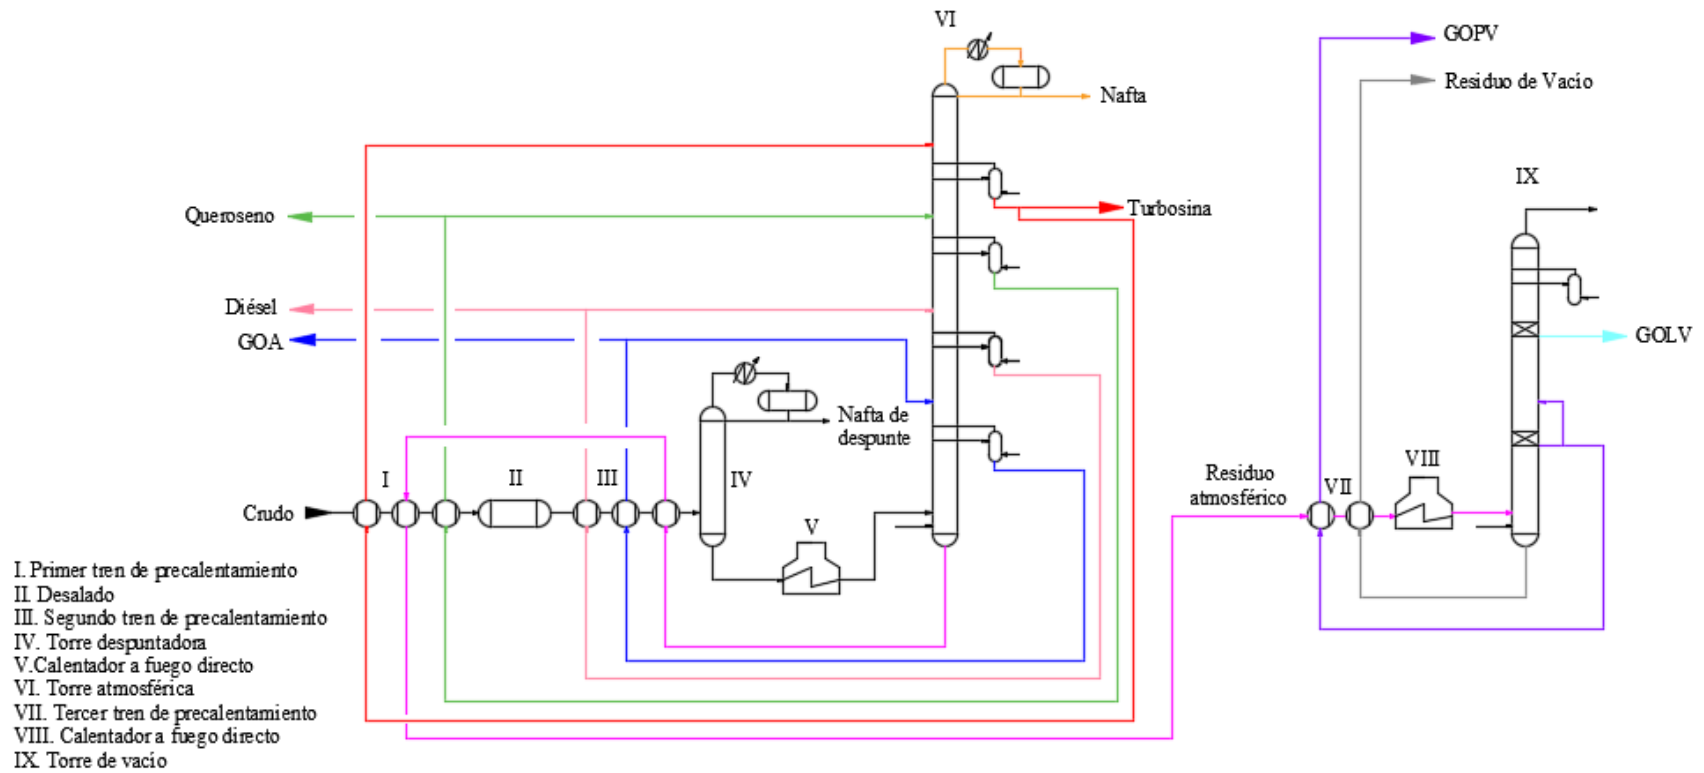 VI
GOPV
Residuo de Vacío
Nafta
IX
Queroseno
Turbosina
Diésel
GOA
GOLV
Nafta de
despunte
I
II
III
IV
Residuo
atmosférico
VII
VIII
Crudo
V
I. Primer tren de precalentamiento
II. Desalado
III. Segundo tren de precalentamiento
IV. Torre despuntadora
V.Calentador a fuego directo
VI. Torre atmosférica
VII. Tercer tren de precalentamiento
VIII. Calentador a fuego directo
IX. Torre de vacío